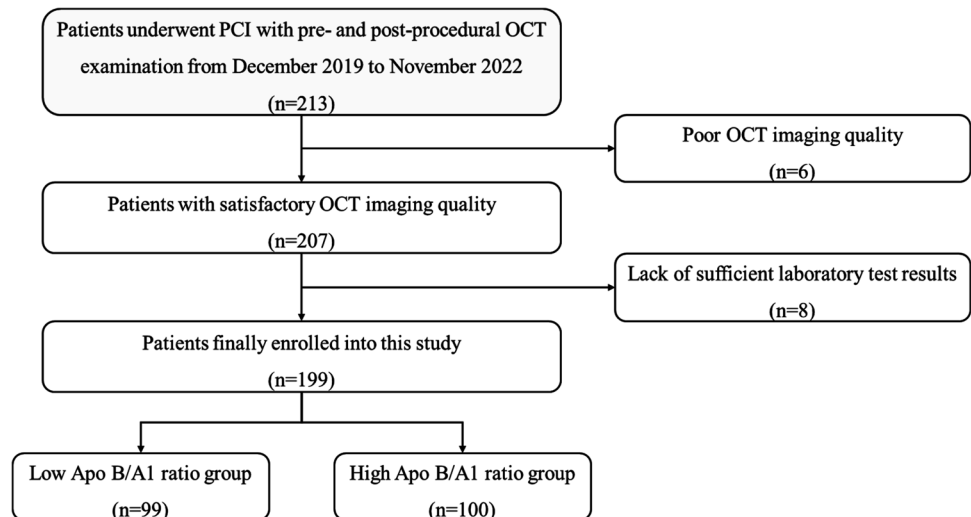 Patients underwent PCI with pre- and post-procedural OCT
examination from December 2019 to November 2022
(n=213)
Poor OCT imaging quality
(n=6)
Patients with satisfactory OCT imaging quality
(n=207)
Lack of sufficient laboratory test results
(n=8)
Patients finally enrolled into this study
(n=199)
Low Apo B/A1 ratio group
(n=99)
High Apo B/A1 ratio group
(n=100)